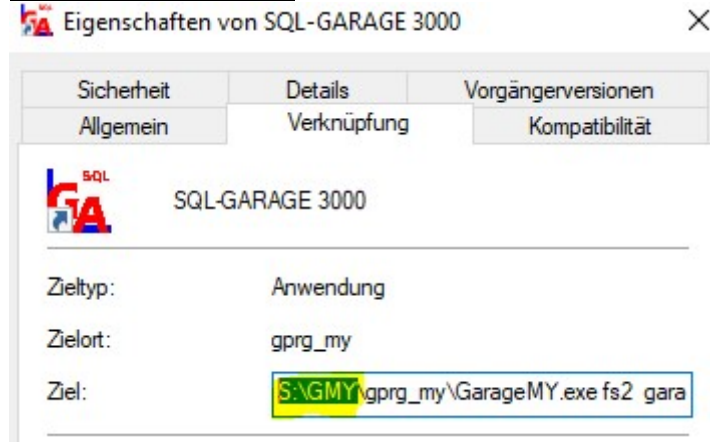 Eigenschaften von SQL-GARAGE 3000
Sicherheit Details Vorgängerversionen
Allgemein Verknüpfung Kompatibilität
SQL
GA
SQL-GARAGE 3000
Zieltyp: Anwendung
Zielort: gprg_my
Ziel: S:\GMY\gprg_my\GarageMY.exe fs2 gara